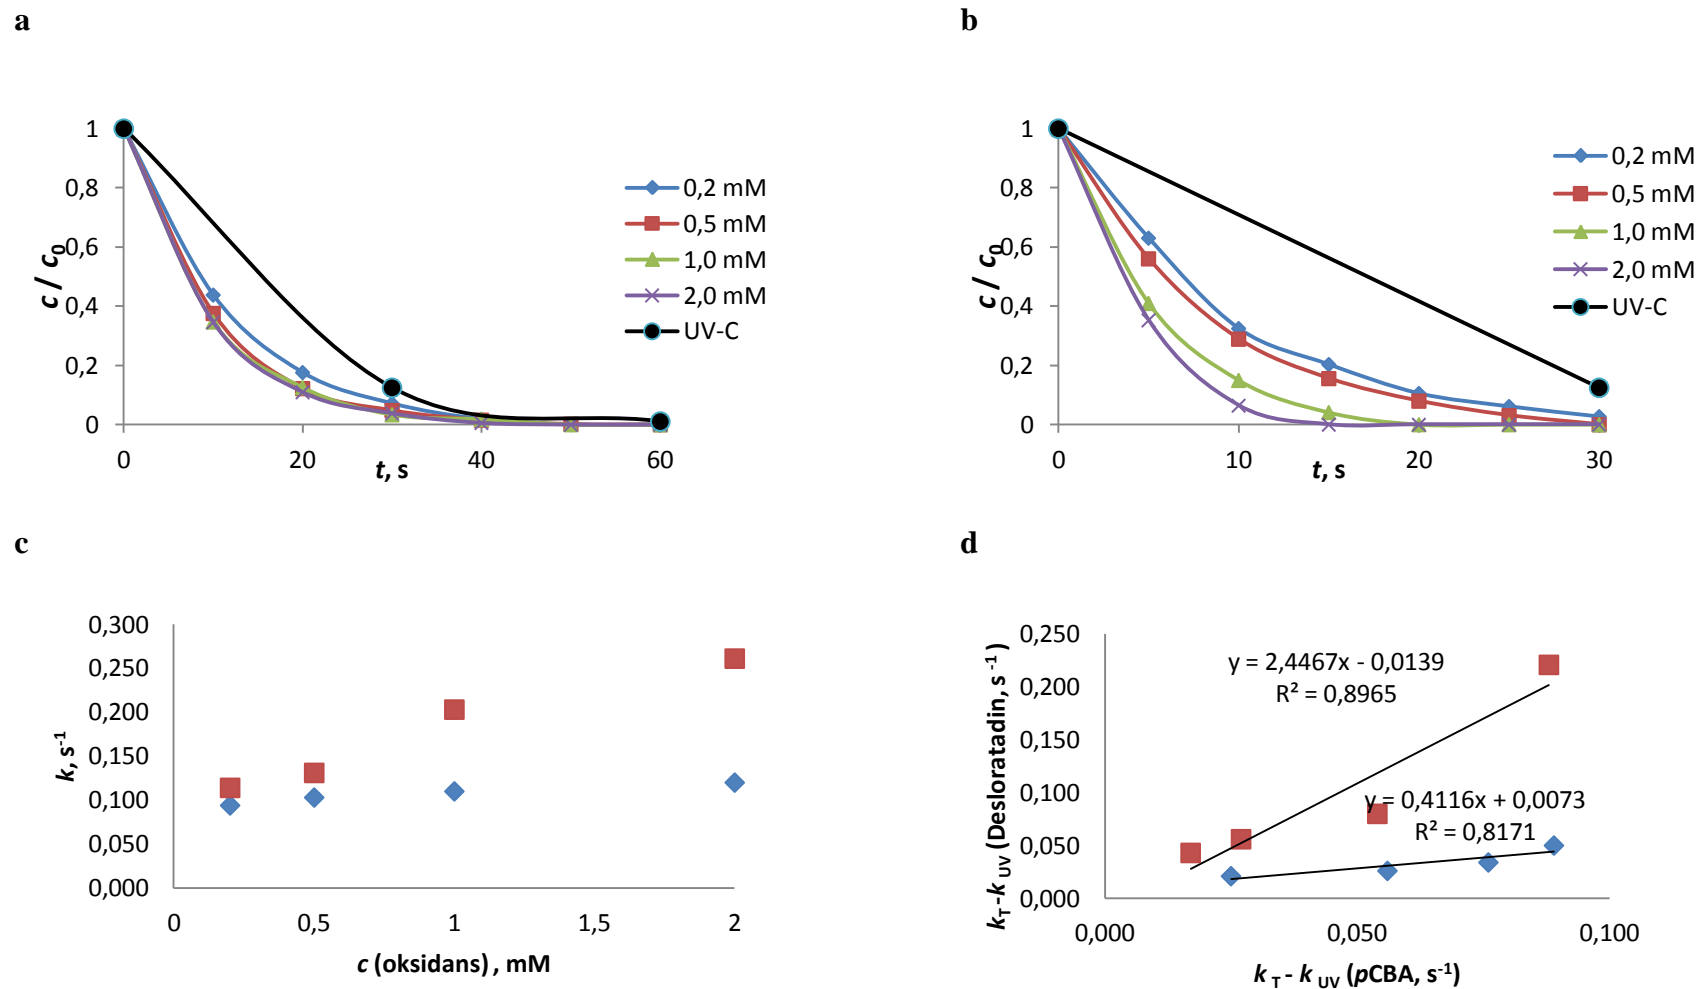 a
1
0,8
0,6
0,4
0,2
0
c / c0
0 20 40 60
t, s
0,2 mM
0,5 mM
1,0 mM
2,0 mM
UV-C
b
1
0,8
0,6
0,4
0,2
0
c / c0
0 10 20 30
t, s
0,2 mM
0,5 mM
1,0 mM
2,0 mM
UV-C
c
0,300
0,250
0,200
0,150
0,100
0,050
0,000
k, s-1
0 0,5 1 1,5 2
c (oksidans) , mM
d
0,250
0,200
0,150
0,100
0,050
0,000
kT-k UV (Desloratadin, s -1)
y = 2,4467x - 0,0139
R² = 0,8965
y = 0,4116x + 0,0073
R² = 0,8171
0,000 0,050 0,100
k T - k UV (pCBA, s-1)